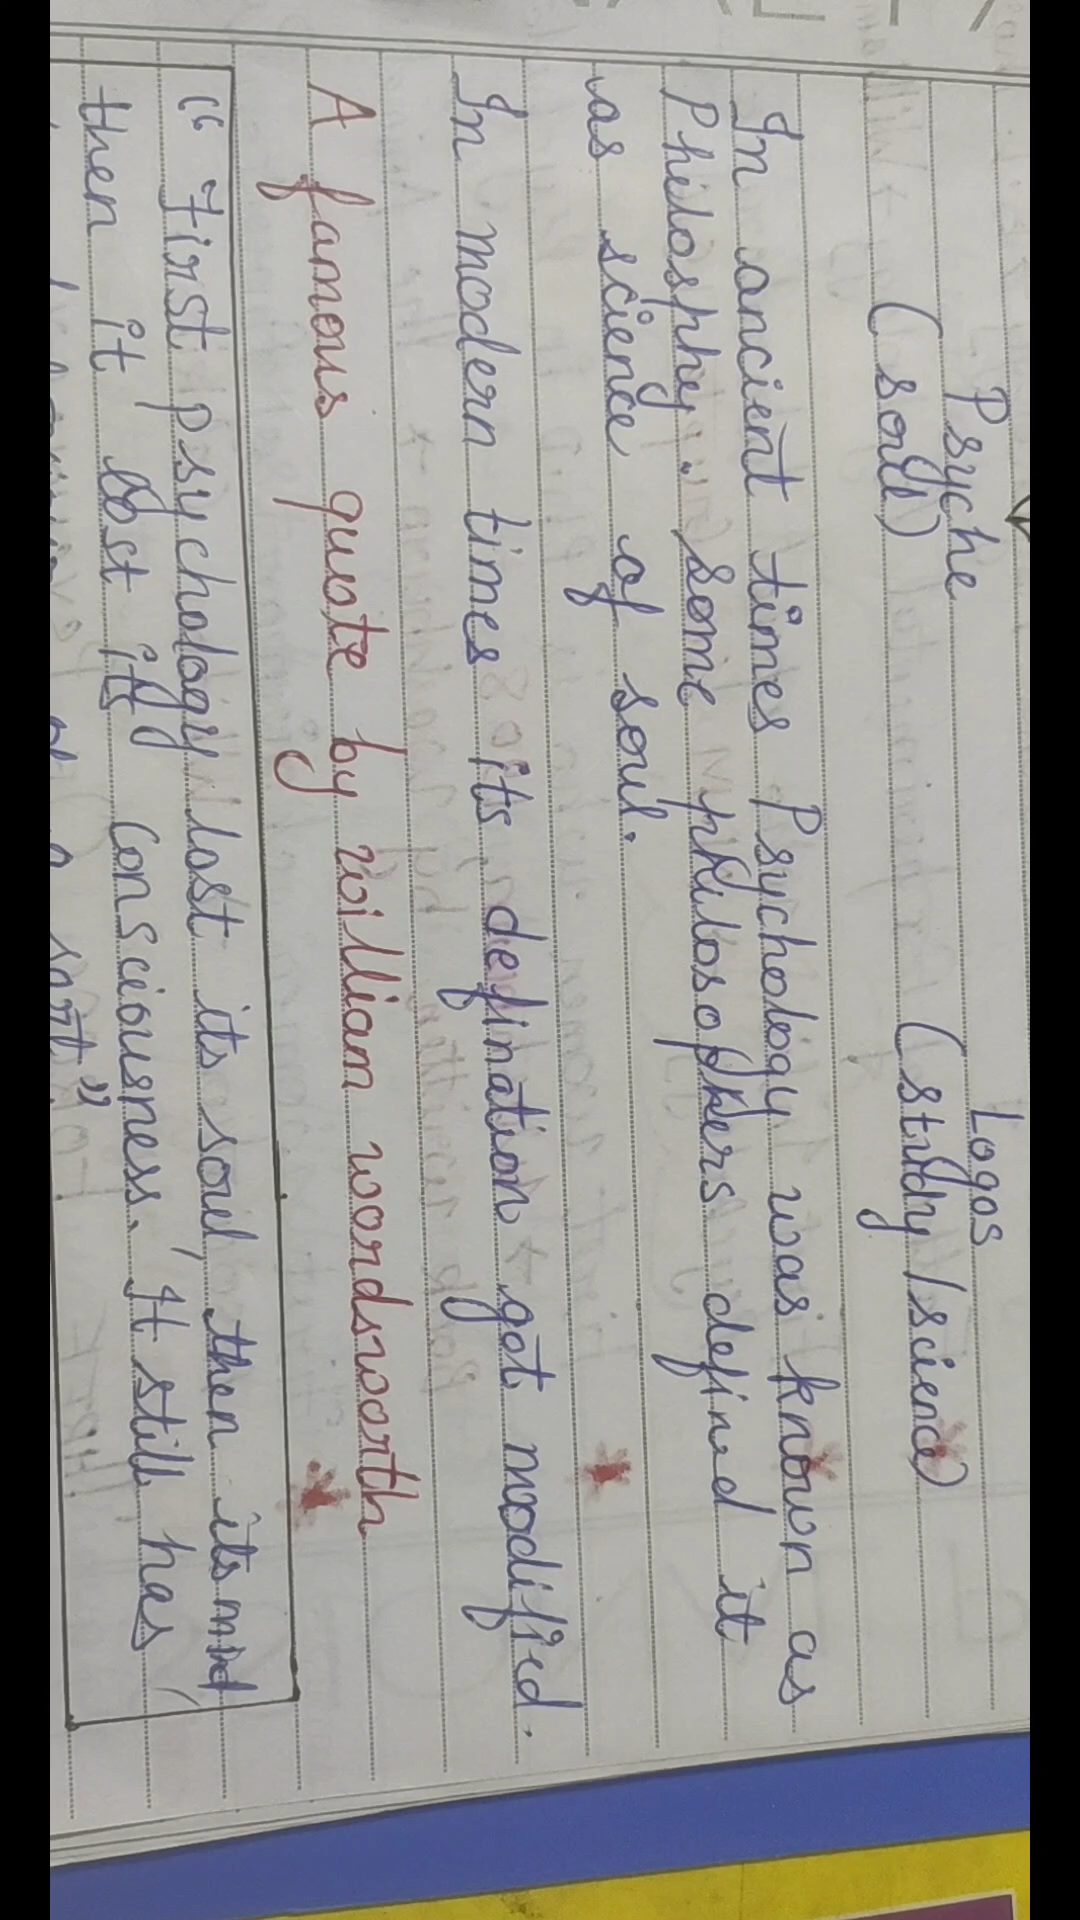 Psyche Logos
(soul) (study/science)
In ancient times Psychology was known as
Philosphy. Some philosophers defined it
as science of soul.
In modern times its defination got modified.
A famous quote by william wordsworth
“First psychology lost its soul, then its mind
then it lost its Consciousness. It still has